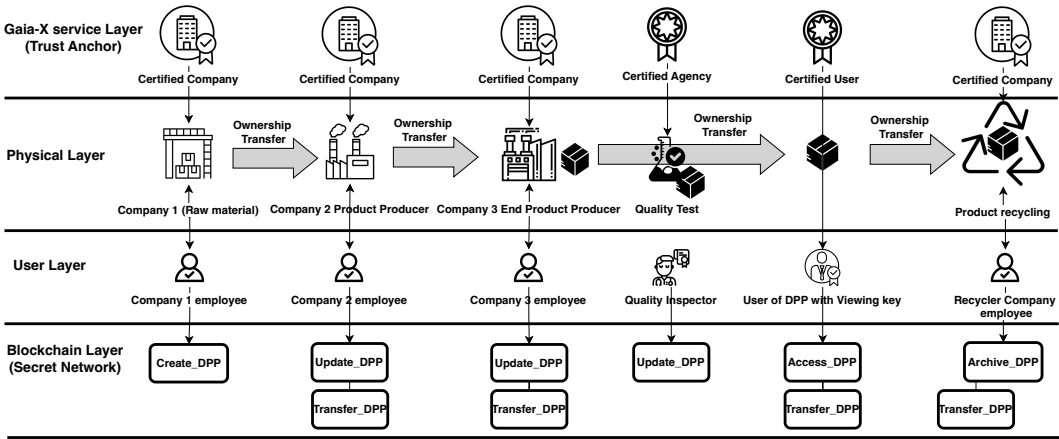 Gaia-X service Layer
(Trust Anchor)
Certified Company
Certified Company
Certified Company
Certified Agency
Certified User
Certified Company
Physical Layer
Ownership
Transfer
Ownership
Transfer
Ownership
Transfer
Ownership
Transfer
Company 1 (Raw material)
Company 2 Product Producer
Company 3 End Product Producer
Quality Test
Product recycling
User Layer
Company 1 employee
Company 2 employee
Company 3 employee
Quality Inspector
User of DPP with Viewing key
Recycler Company
employee
Blockchain Layer
(Secret Network)
Create_DPP
Update_DPP
Update_DPP
Update_DPP
Access_DPP
Archive_DPP
Transfer_DPP
Transfer_DPP
Transfer_DPP
Transfer_DPP